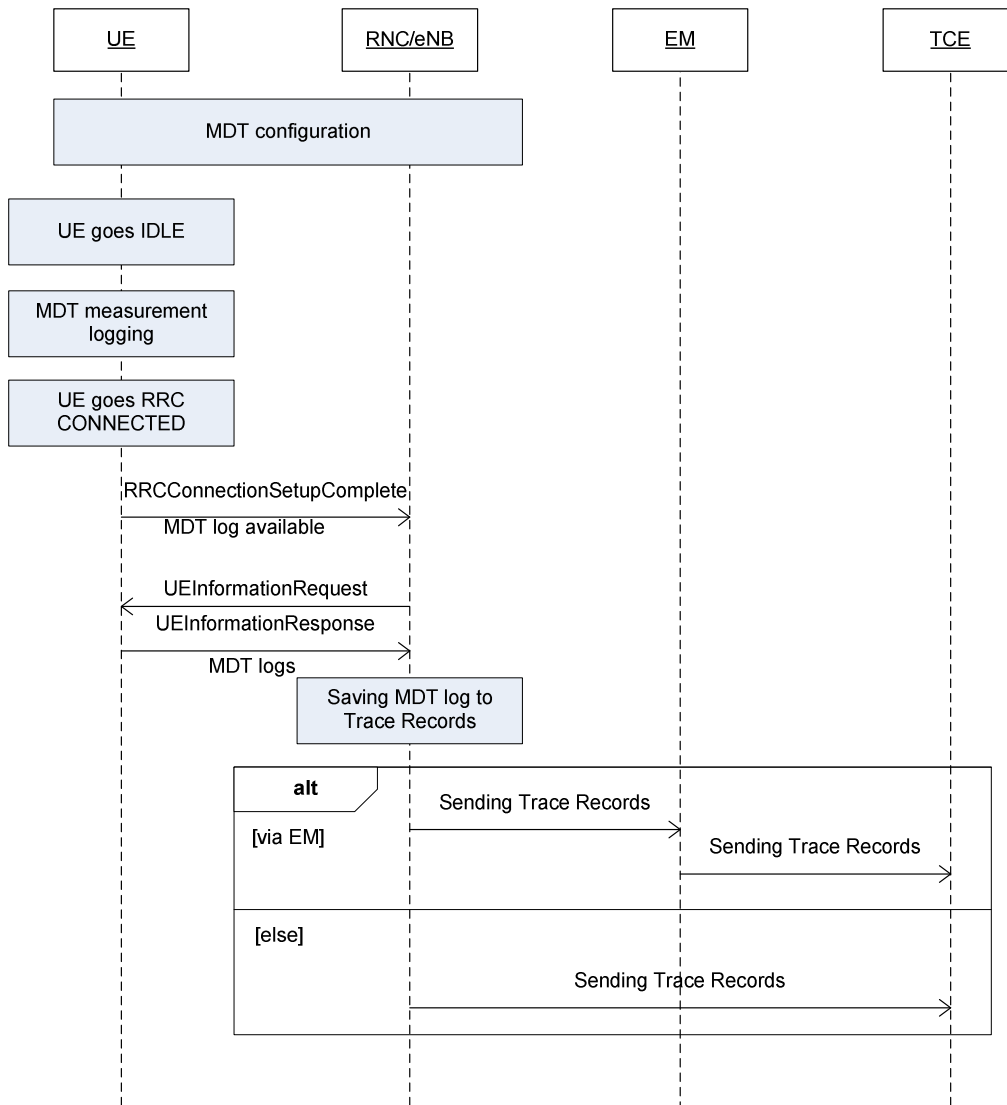 UE
RNC/eNB
EM
TCE
MDT configuration
UE goes IDLE
MDT measurement
logging
UE goes RRC
CONNECTED
RRCConnectionSetupComplete
MDT log available
UEInformationRequest
UEInformationResponse
MDT logs
Saving MDT log to
Trace Records
alt
Sending Trace Records
[via EM]
Sending Trace Records
[else]
Sending Trace Records